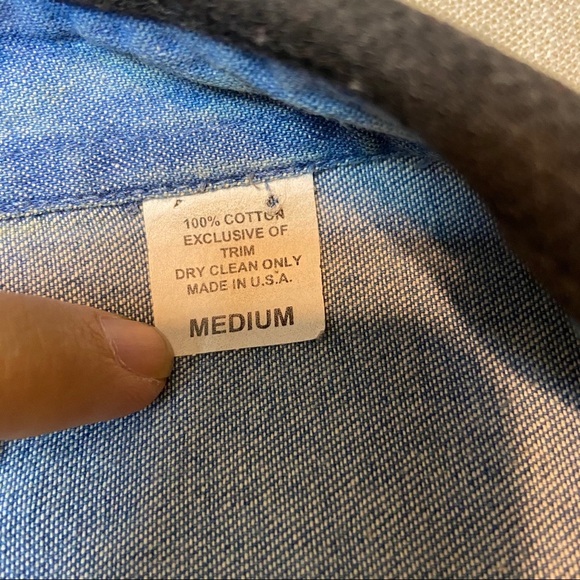 100% COTTON
EXCLUSIVE OF
TRIM
DRY CLEAN ONLY
MADE IN U.S.A.
MEDIUM